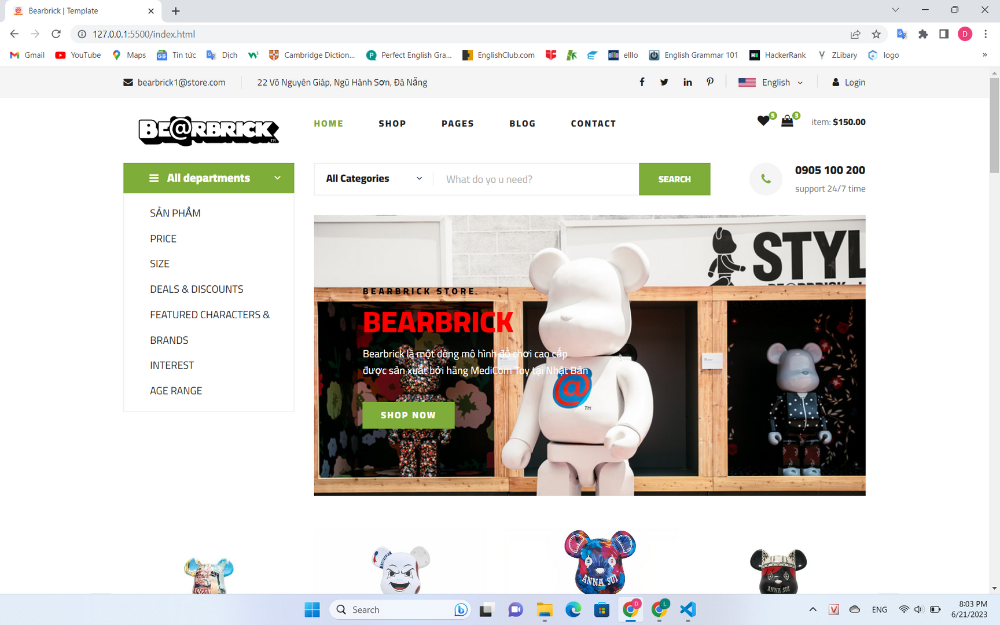 Bearbrick | Template
127.0.0.1:5500/index.html
D
Gmail
YouTube
Maps
Tin tức
Dịch
Cambridge Diction...
Perfect English Gra...
EnglishClub.com
elllo
English Grammar 101
HackerRank
ZLibary
logo
bearbrick1@store.com
22 Võ Nguyên Giáp, Ngũ Hành Sơn, Đà Nẵng
English
Login
BE@RBRICK TM
HOME
SHOP
PAGES
BLOG
CONTACT
5
3
item: $150.00
All departments
All Categories
What do yo u need?
SEARCH
0905 100 200
support 24/7 time
SẢN PHẨM
PRICE
SIZE
DEALS & DISCOUNTS
FEATURED CHARACTERS &
BRANDS
INTEREST
AGE RANGE
STYL
BEARBRICK STORE
BEARBRICK
Bearbrick là một dòng mô hình đồ chơi cao cấp
được sản xuất bởi hãng MediCom Toy tại Nhật Bản
@ TM
SHOP NOW
ANNA SUI
ANNA SUI
Search
D
L
ENG
8:03 PM
6/21/2023